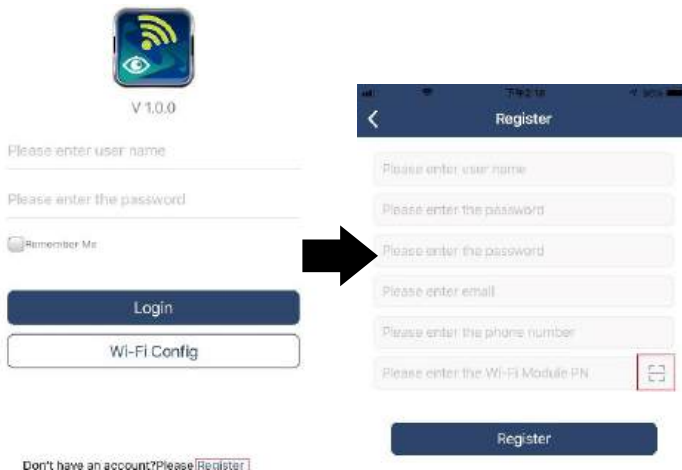 V 1.0.0
Please enter user name
Please enter the password
Remember Me
Login
Wi-Fi Config
Don't have an account?Please Register
Register
Please enter user name
Please enter the password
Please enter the password
Please enter email
Please enter the phone number
Please enter the Wi-Fi Module PN
Register